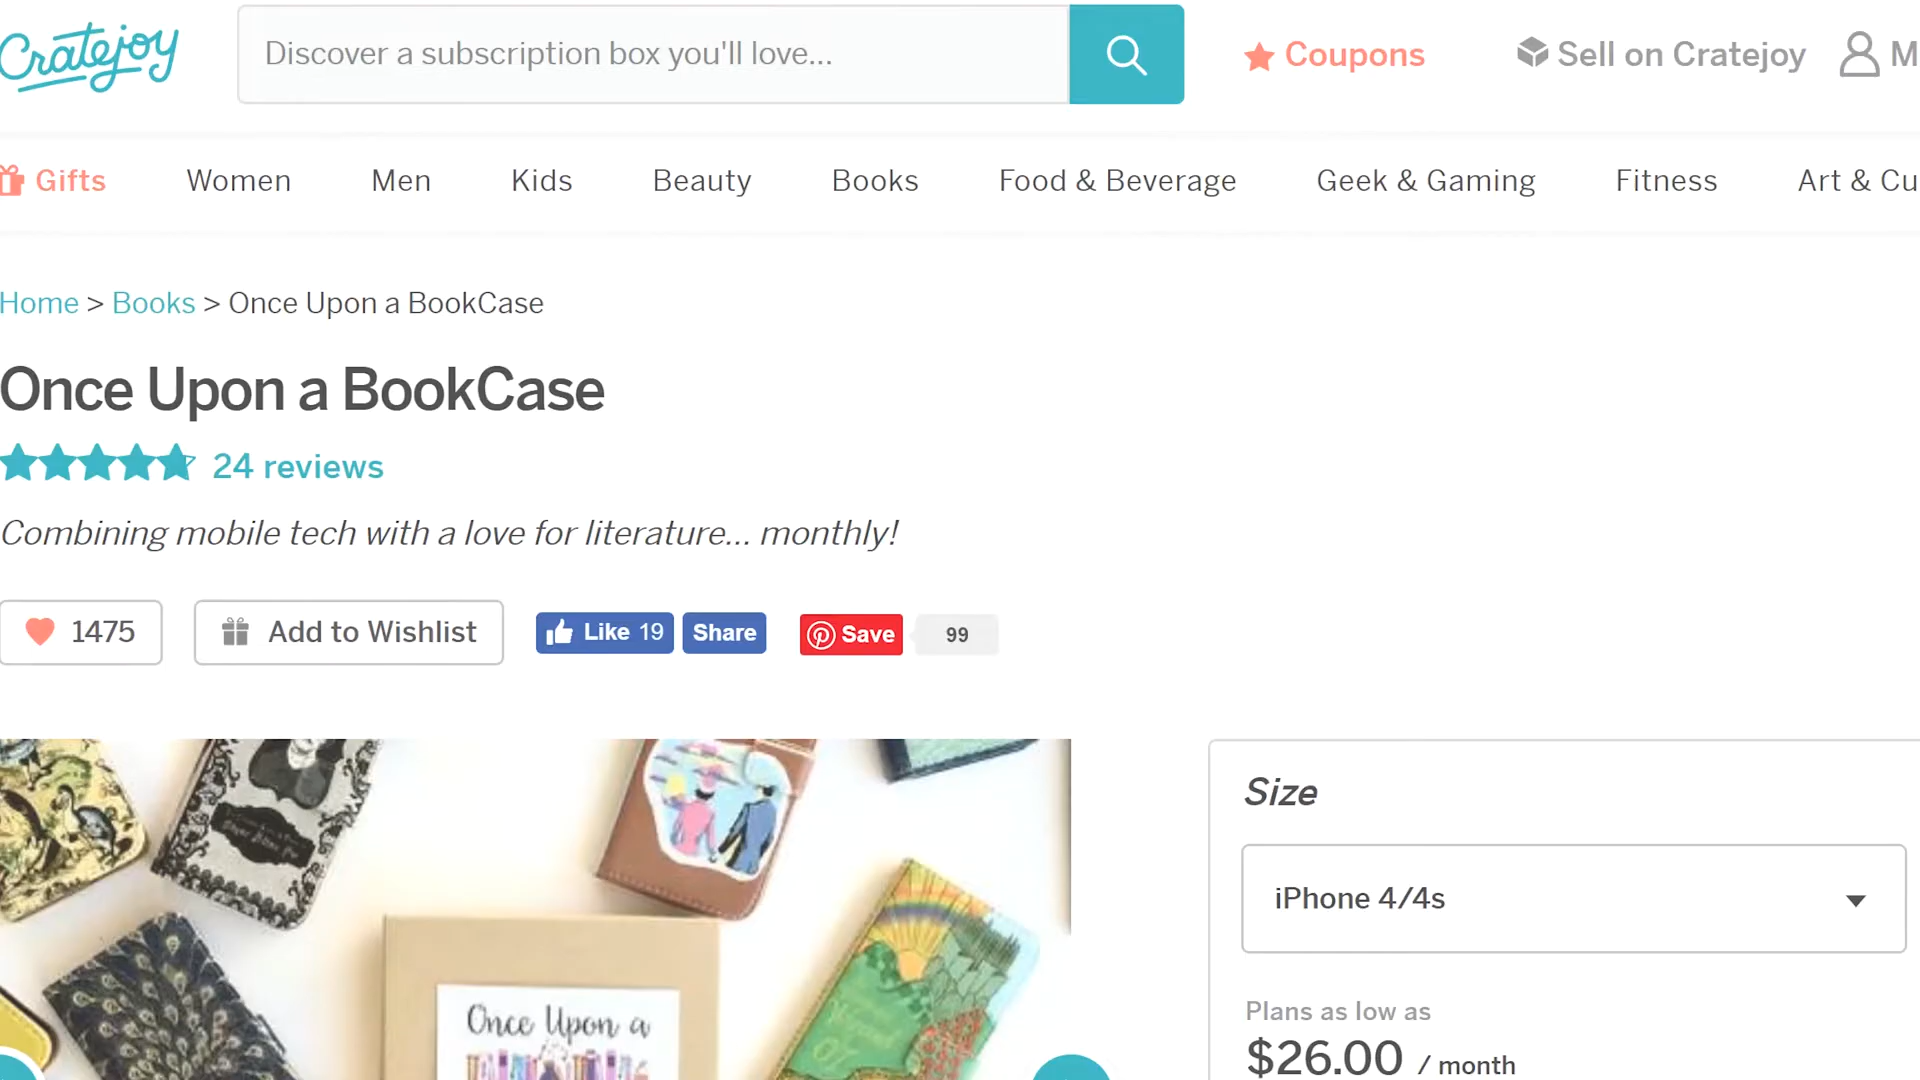 Cratejoy
Discover a subscription box you'll love...
Coupons
Sell on Cratejoy
M
Gifts
Women
Men
Kids
Beauty
Books
Food & Beverage
Geek & Gaming
Fitness
Art & Cu
Home > Books > Once Upon a BookCase
Once Upon a BookCase
24 reviews
Combining mobile tech with a love for literature... monthly!
1475
Add to Wishlist
Like 19
Share
Save
99
Once Upon a
Size
iPhone 4/4s
Plans as low as
$26.00 / month